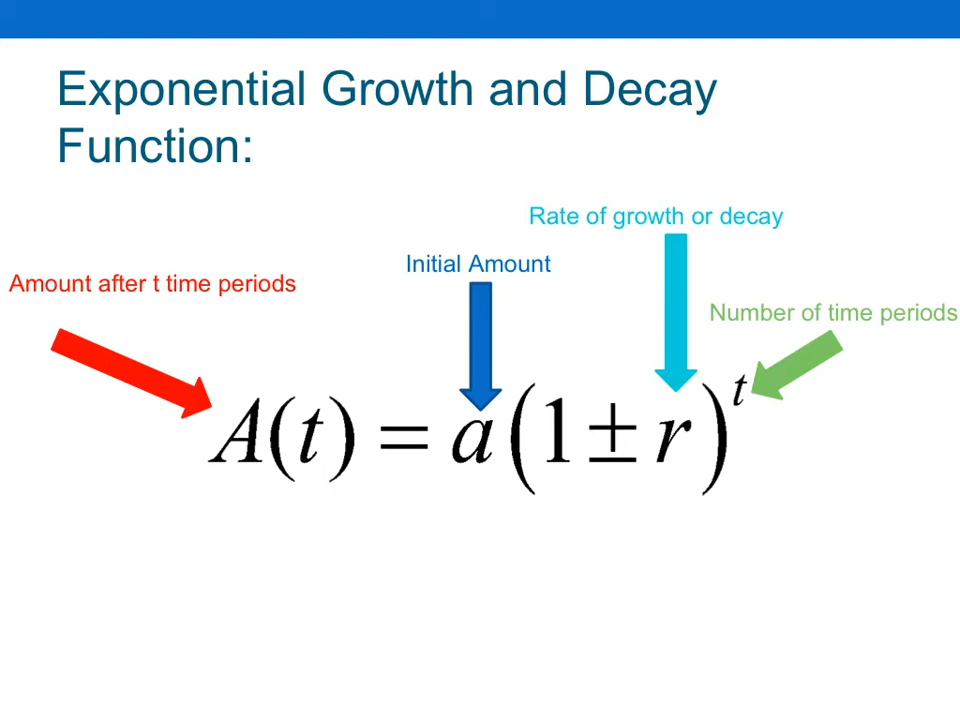 Exponential Growth and Decay
Function:
Rate of growth or decay
Initial Amount
Amount after t time periods
Number of time periods
A(t) = a(1 ± r)^t